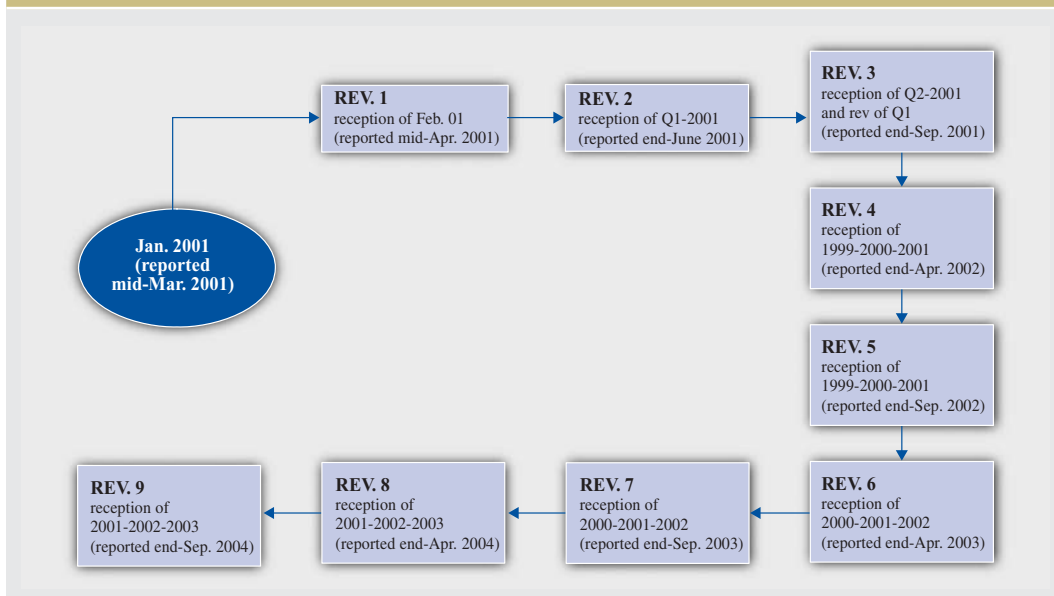 Jan. 2001
(reported
mid-Mar. 2001)
REV. 1
reception of Feb. 01
(reported mid-Apr. 2001)
REV. 2
reception of Q1-2001
(reported end-June 2001)
REV. 3
reception of Q2-2001
and rev of Q1
(reported end-Sep. 2001)
REV. 4
reception of
1999-2000-2001
(reported end-Apr. 2002)
REV. 5
reception of
1999-2000-2001
(reported end-Sep. 2002)
REV. 6
reception of
2000-2001-2002
(reported end-Apr. 2003)
REV. 7
reception of
2000-2001-2002
(reported end-Sep. 2003)
REV. 8
reception of
2001-2002-2003
(reported end-Apr. 2004)
REV. 9
reception of
2001-2002-2003
(reported end-Sep. 2004)